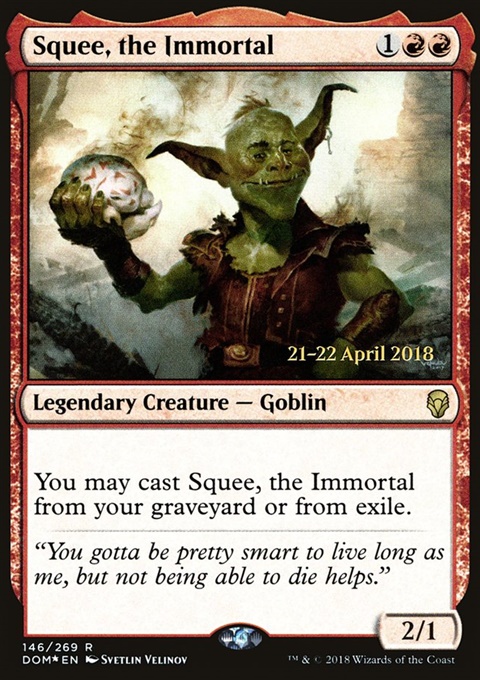 Squee, the Immortal 1
21–22 April 2018
Legendary Creature — Goblin
You may cast Squee, the Immortal
from your graveyard or from exile.
“You gotta be pretty smart to live long as
me, but not being able to die helps.”
2/1
146/269 R
DOM★EN Svetlin Velinov
™ & © 2018 Wizards of the Coast